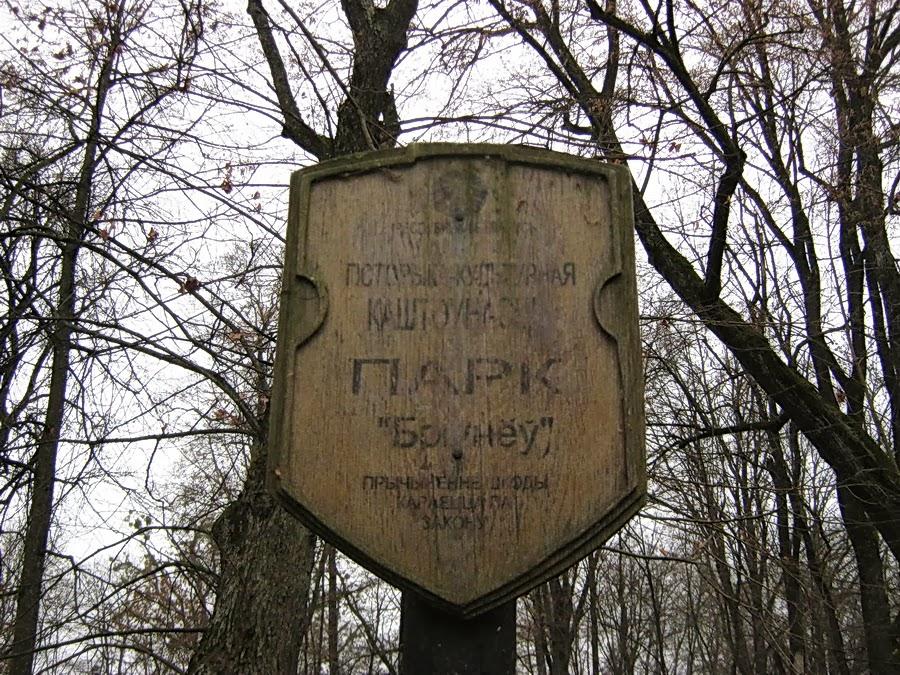 ГІСТОРЫКА-КУЛЬТУРНАЯ
КАШТОЎНАСЦЬ
ПАРК
ПРЫЧЫНЕННЕ ШКОДЫ
КАРАЕЦЦА ПА
ЗАКОНУ